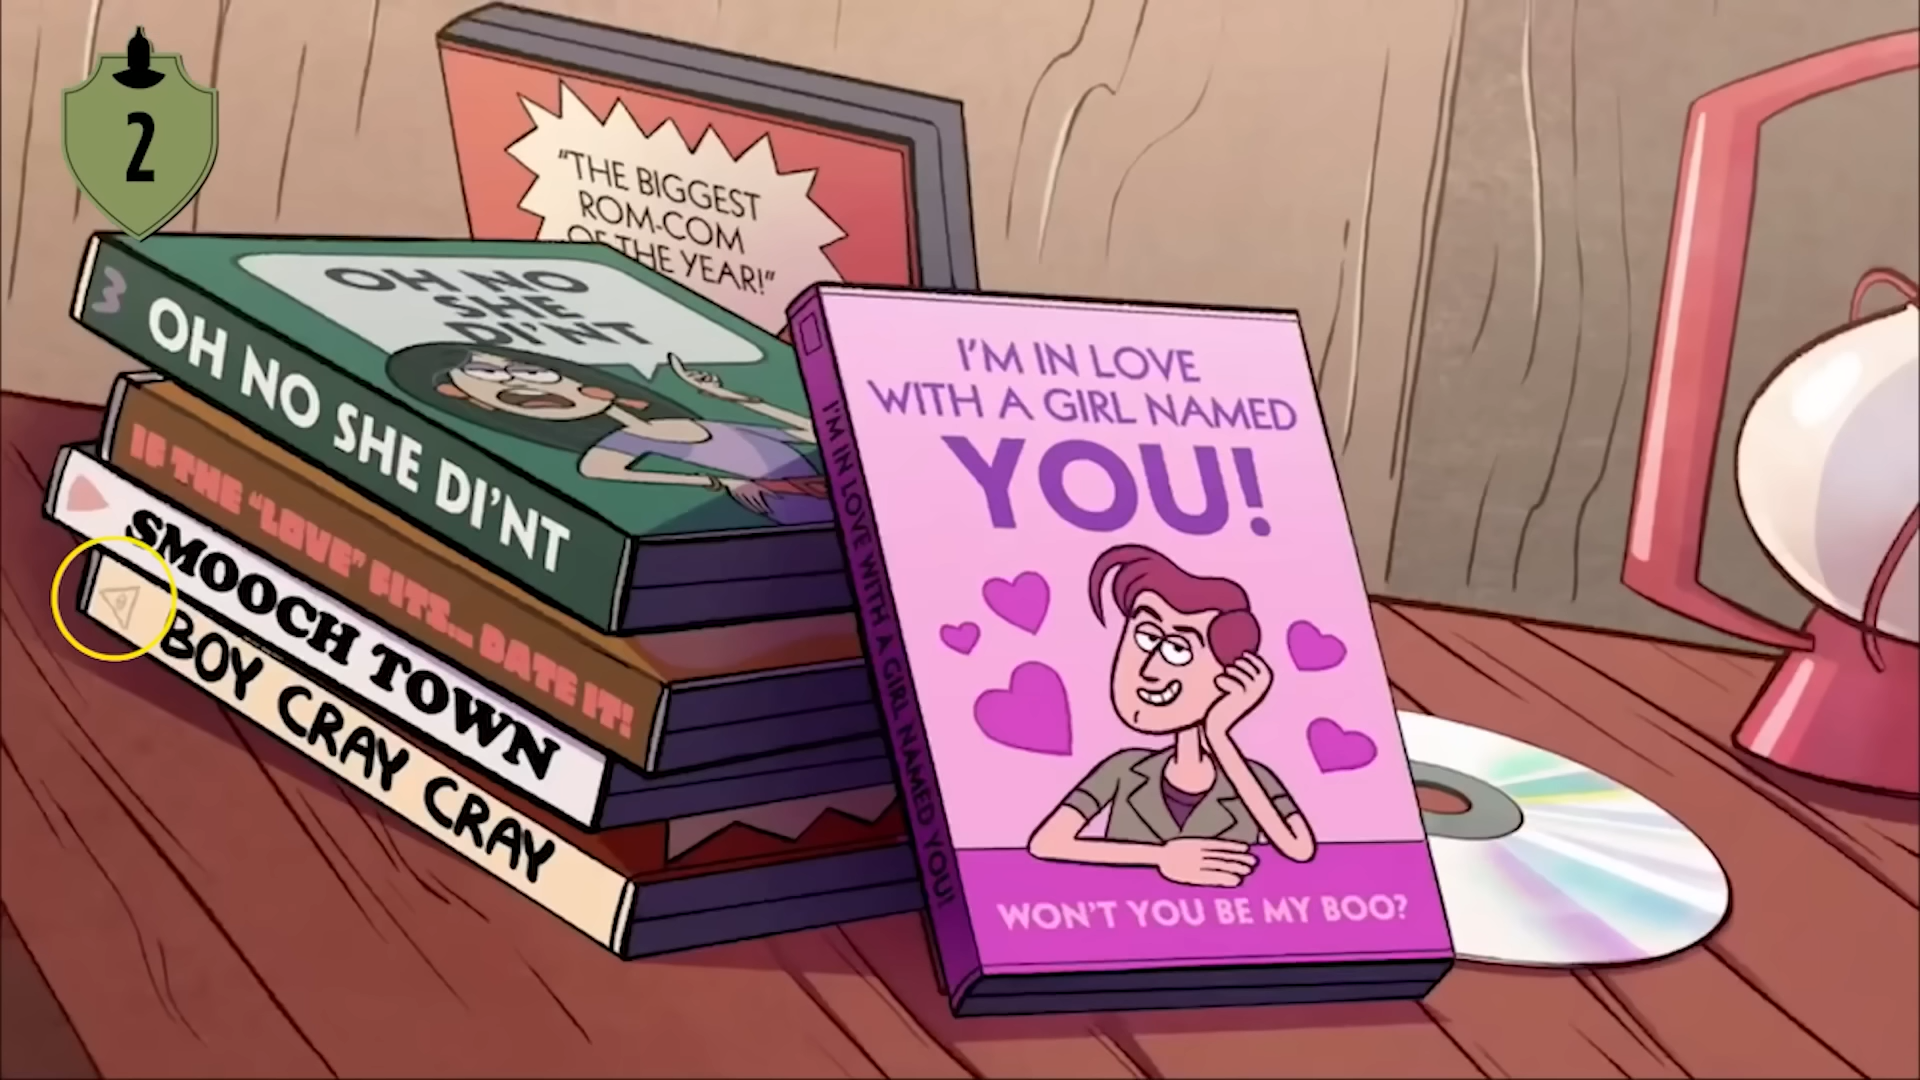 2
"THE BIGGEST
ROM-COM
OF THE YEAR!"
OH NO
SHE
DI'NT
3 OH NO SHE DI'NT
IF THE "LOVE" FITS... DATE IT!
SMOOCH TOWN
BOY CRAY CRAY
I'M IN LOVE WITH A GIRL NAMED YOU!
I'M IN LOVE
WITH A GIRL NAMED
YOU!
WON'T YOU BE MY BOO?